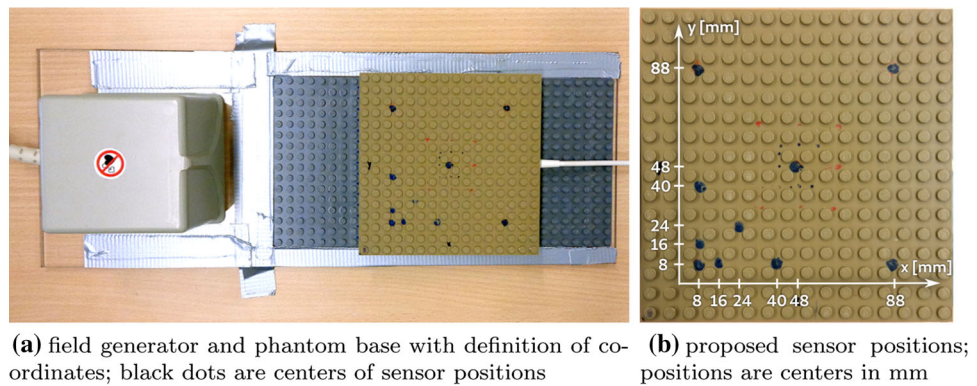 y [mm]
88
48
40
24
16
8
x [mm]
8 16 24 40 48 88
(a) field generator and phantom base with definition of co-
ordinates; black dots are centers of sensor positions
(b) proposed sensor positions;
positions are centers in mm